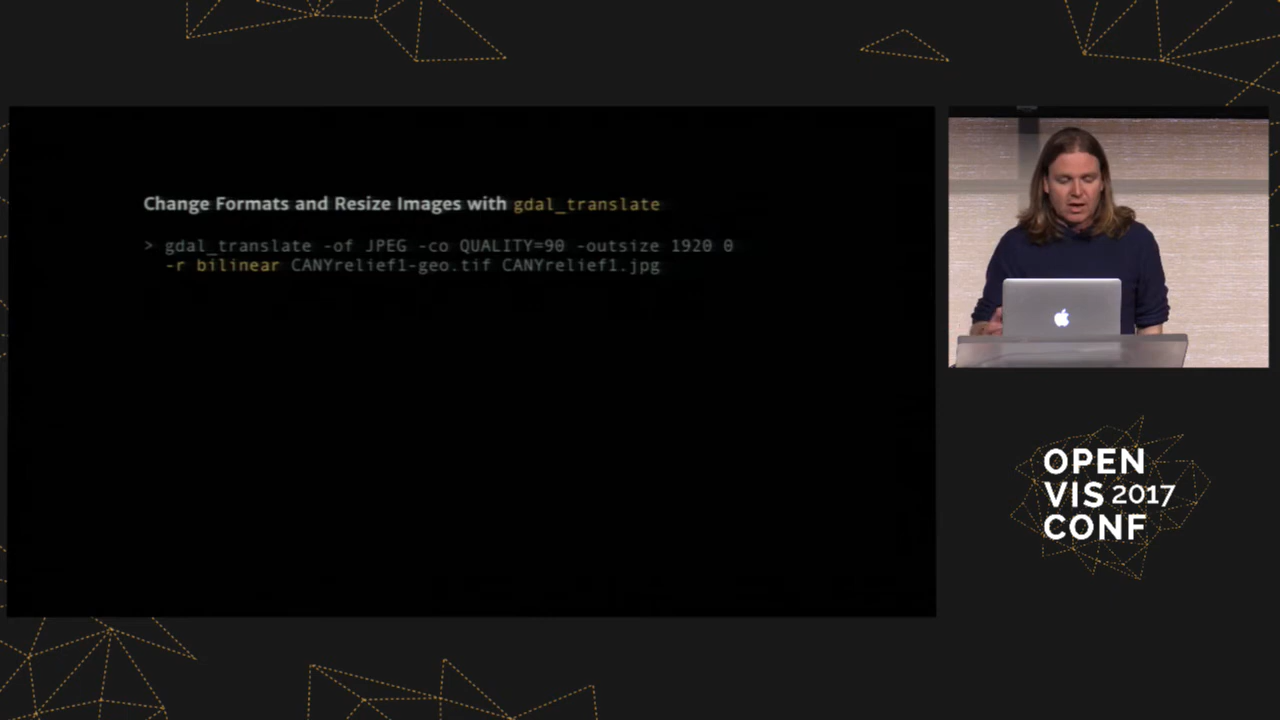 Change Formats and Resize Images with gdal_translate
> gdal_translate -of JPEG -co QUALITY=90 -outsize 1920 0
-r bilinear CANYrelief1-geo.tif CANYrelief1.jpg
OPEN
VIS 2017
CONF